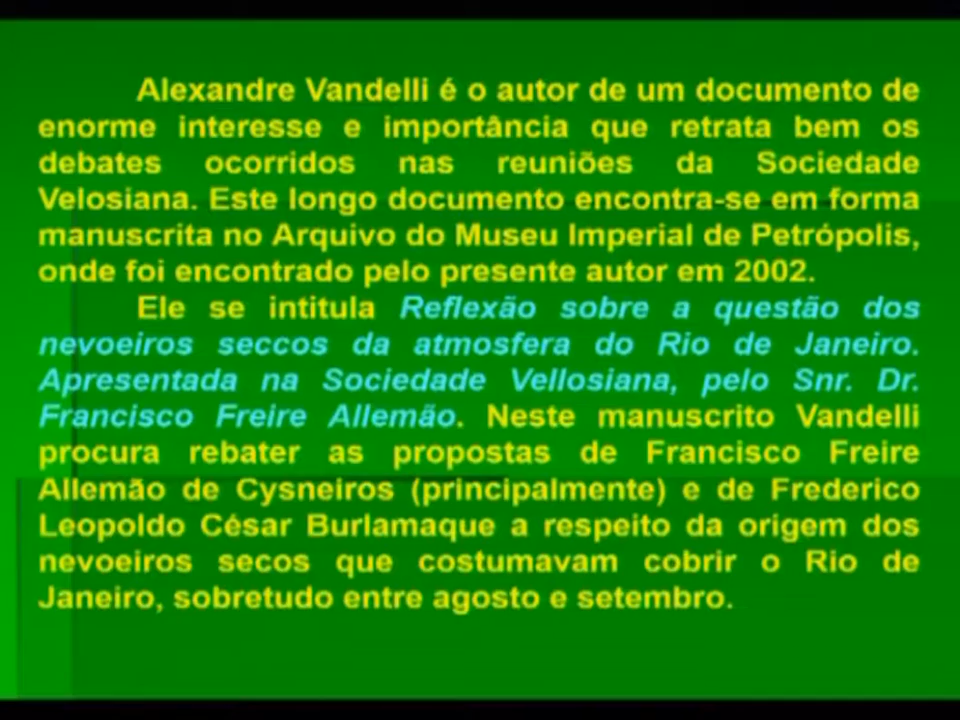 Alexandre Vandelli é o autor de um documento de
enorme interesse e importância que retrata bem os
debates ocorridos nas reuniões da Sociedade
Velosiana. Este longo documento encontra-se em forma
manuscrita no Arquivo do Museu Imperial de Petrópolis,
onde foi encontrado pelo presente autor em 2002.
Ele se intitula Reflexão sobre a questão dos
nevoeiros seccos da atmosfera do Rio de Janeiro.
Apresentada na Sociedade Vellosiana, pelo Snr. Dr.
Francisco Freire Allemão. Neste manuscrito Vandelli
procura rebater as propostas de Francisco Freire
Allemão de Cysneiros (principalmente) e de Frederico
Leopoldo César Burlamaque a respeito da origem dos
nevoeiros secos que costumavam cobrir o Rio de
Janeiro, sobretudo entre agosto e setembro.